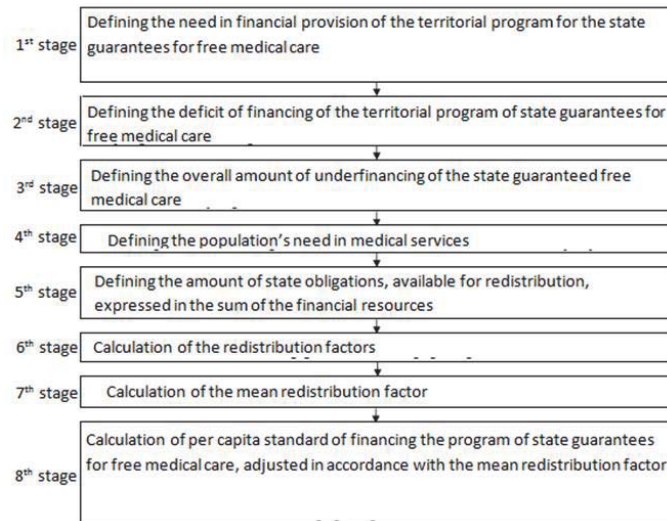 1st stage
Defining the need in financial provision of the territorial program for the state
guarantees for free medical care
2nd stage
Defining the deficit of financing of the territorial program of state guarantees for
free medical care
3rd stage
Defining the overall amount of underfinancing of the state guaranteed free
medical care
4th stage
Defining the population's need in medical services
5th stage
Defining the amount of state obligations, available for redistribution,
expressed in the sum of the financial resources
6th stage
Calculation of the redistribution factors
7th stage
Calculation of the mean redistribution factor
8th stage
Calculation of per capita standard of financing the program of state guarantees
for free medical care, adjusted in accordance with the mean redistribution factor